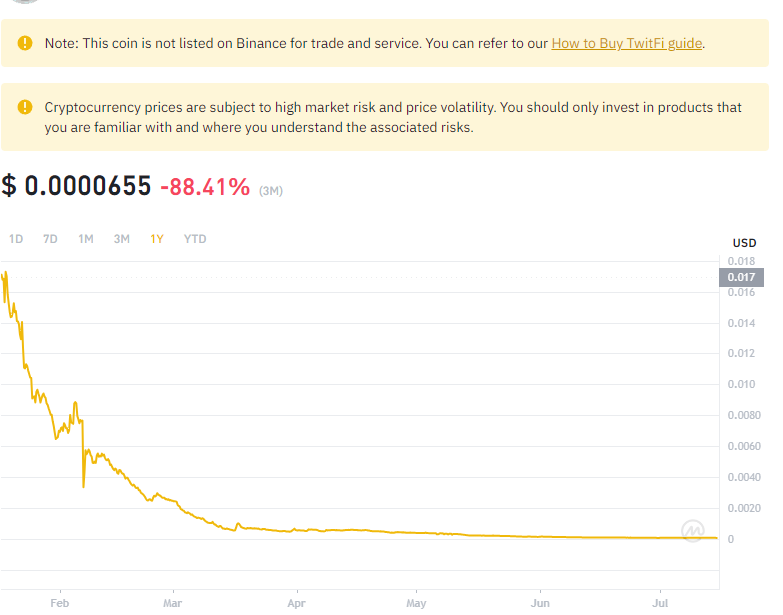 Note: This coin is not listed on Binance for trade and service. You can refer to our How to Buy TwitFi guide.
Cryptocurrency prices are subject to high market risk and price volatility. You should only invest in products that
you are familiar with and where you understand the associated risks.
$ 0.0000655 -88.41% (3M)
1D 7D 1M 3M 1Y YTD
USD
0.018
0.017
0.016
0.014
0.012
0.010
0.0080
0.0060
0.0040
0.0020
0
Feb Mar Apr May Jun Jul